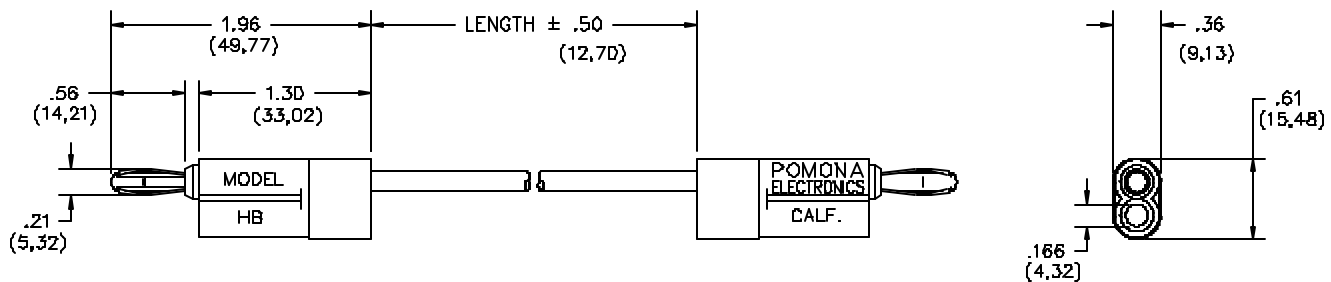 1.96
(49,77)
LENGTH ± .50
(12,70)
.36
(9,13)
.56
(14,21)
1.30
(33,02)
.61
(15,48)
MODEL
HB
POMONA
ELECTRONICS
CALF.
.21
(5,32)
.166
(4,32)